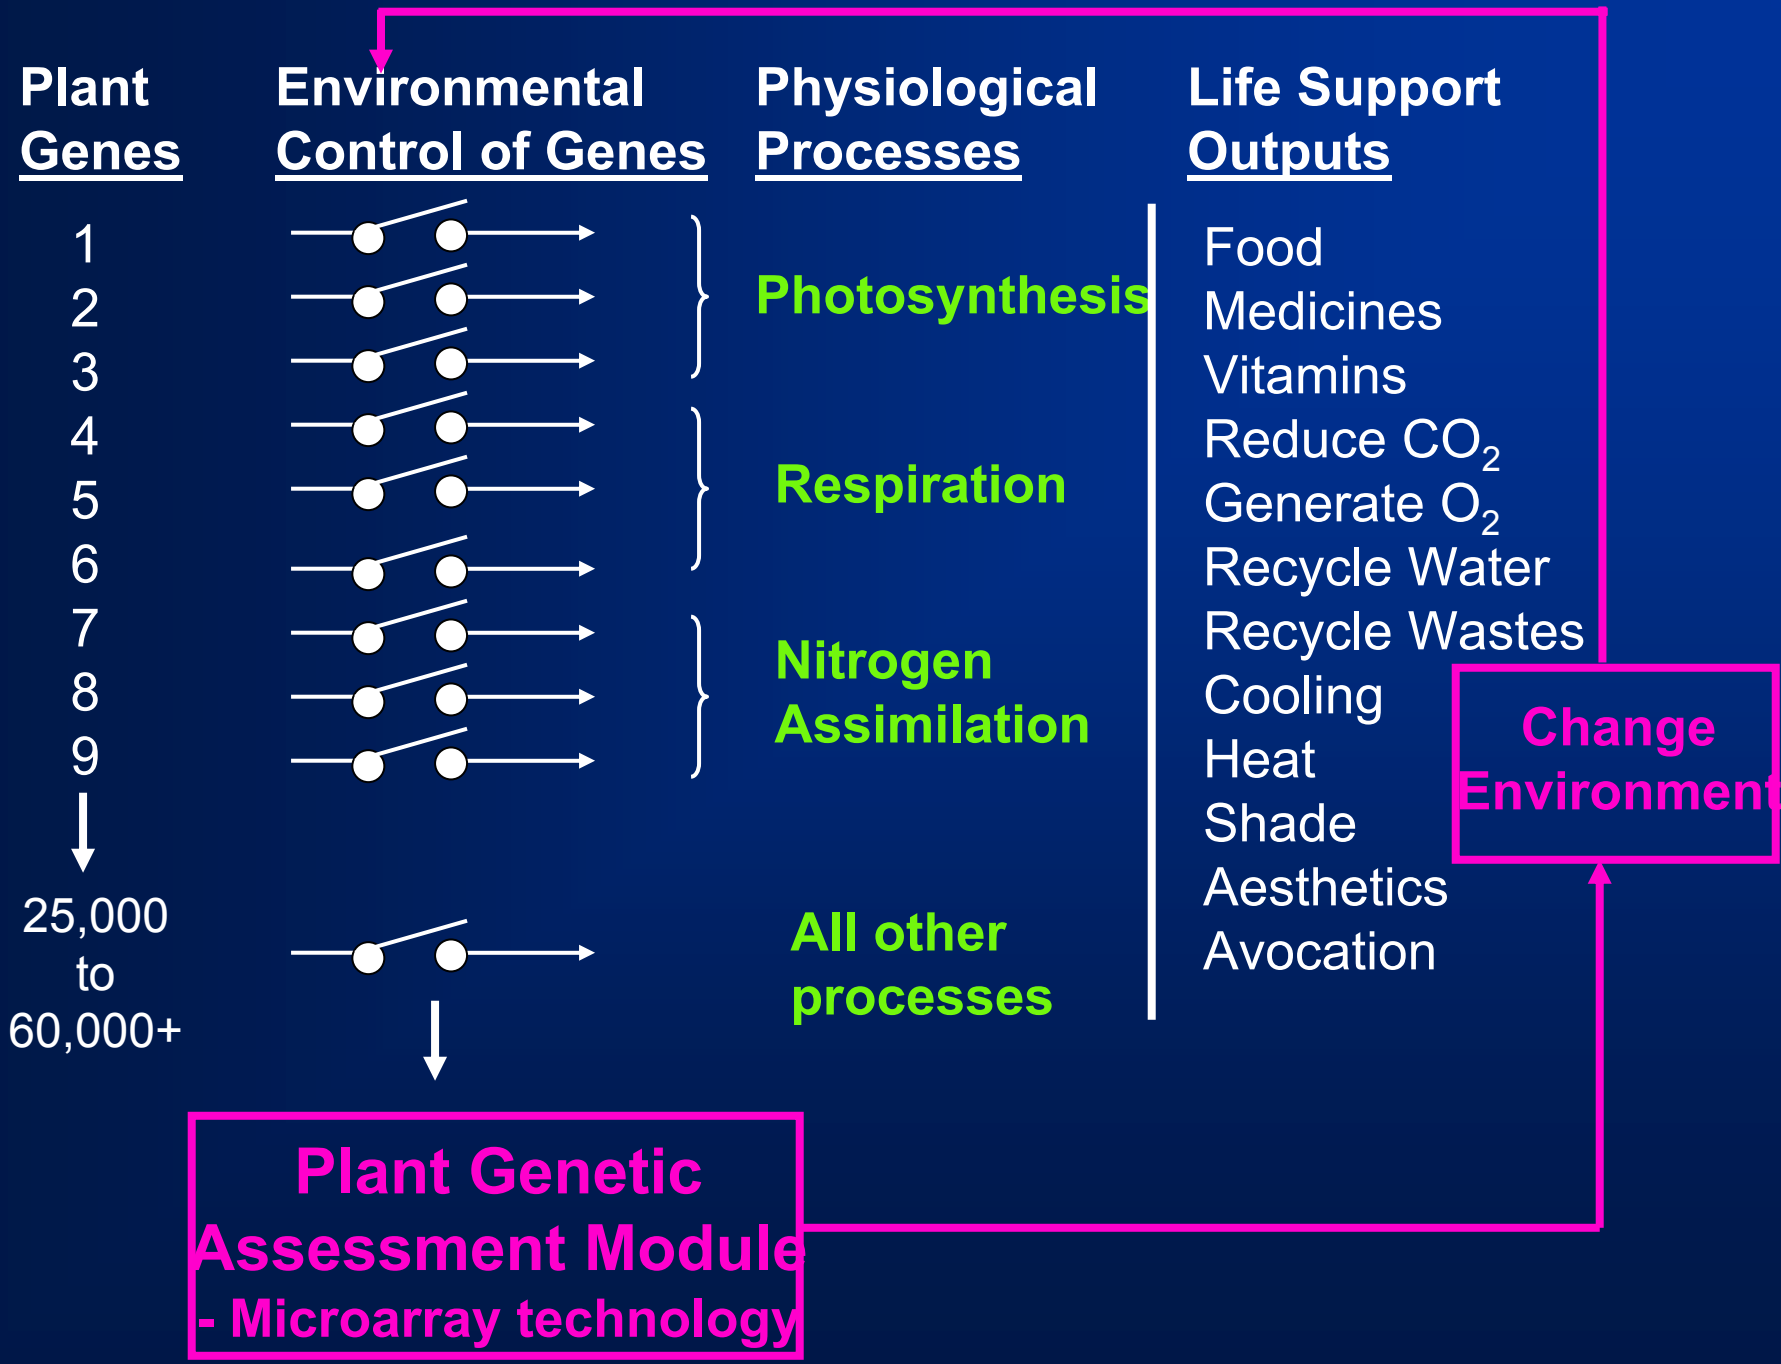 Plant
Genes
Environmental
Control of Genes
Physiological
Processes
Life Support
Outputs
1
2
3
4
5
6
7
8
9
25,000
to
60,000+
Photosynthesis
Respiration
Nitrogen
Assimilation
All other
processes
Food
Medicines
Vitamins
Reduce CO₂
Generate O₂
Recycle Water
Recycle Wastes
Cooling
Heat
Shade
Aesthetics
Avocation
Change
Environment
Plant Genetic
Assessment Module
- Microarray technology